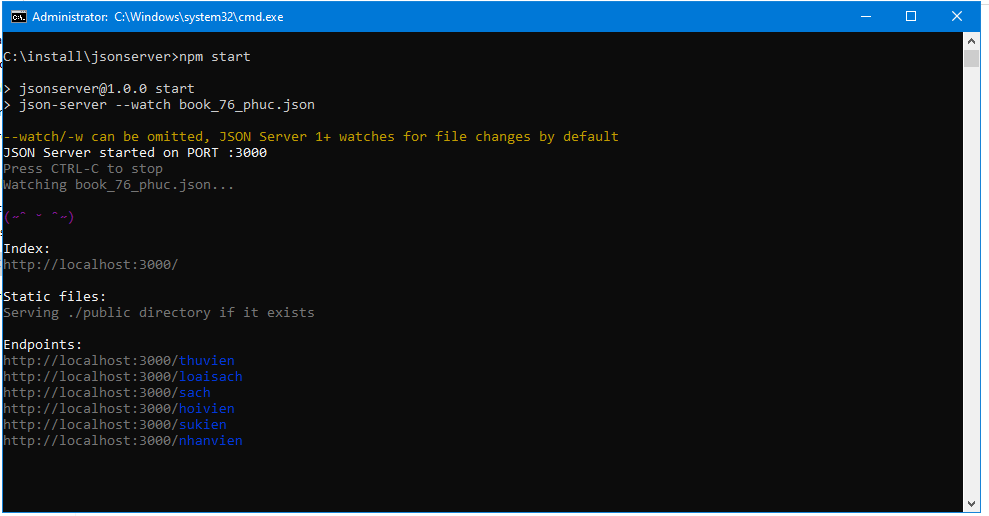 Administrator: C:\Windows\system32\cmd.exe
C:\install\jsonserver>npm start
> jsonserver@1.0.0 start
> json-server --watch book_76_phuc.json
--watch/-w can be omitted, JSON Server 1+ watches for file changes by default
JSON Server started on PORT :3000
Press CTRL-C to stop
Watching book_76_phuc.json...
(~^ ˘ ^~)
Index:
http://localhost:3000/
Static files:
Serving ./public directory if it exists
Endpoints:
http://localhost:3000/thuvien
http://localhost:3000/loaisach
http://localhost:3000/sach
http://localhost:3000/hoivien
http://localhost:3000/sukien
http://localhost:3000/nhanvien